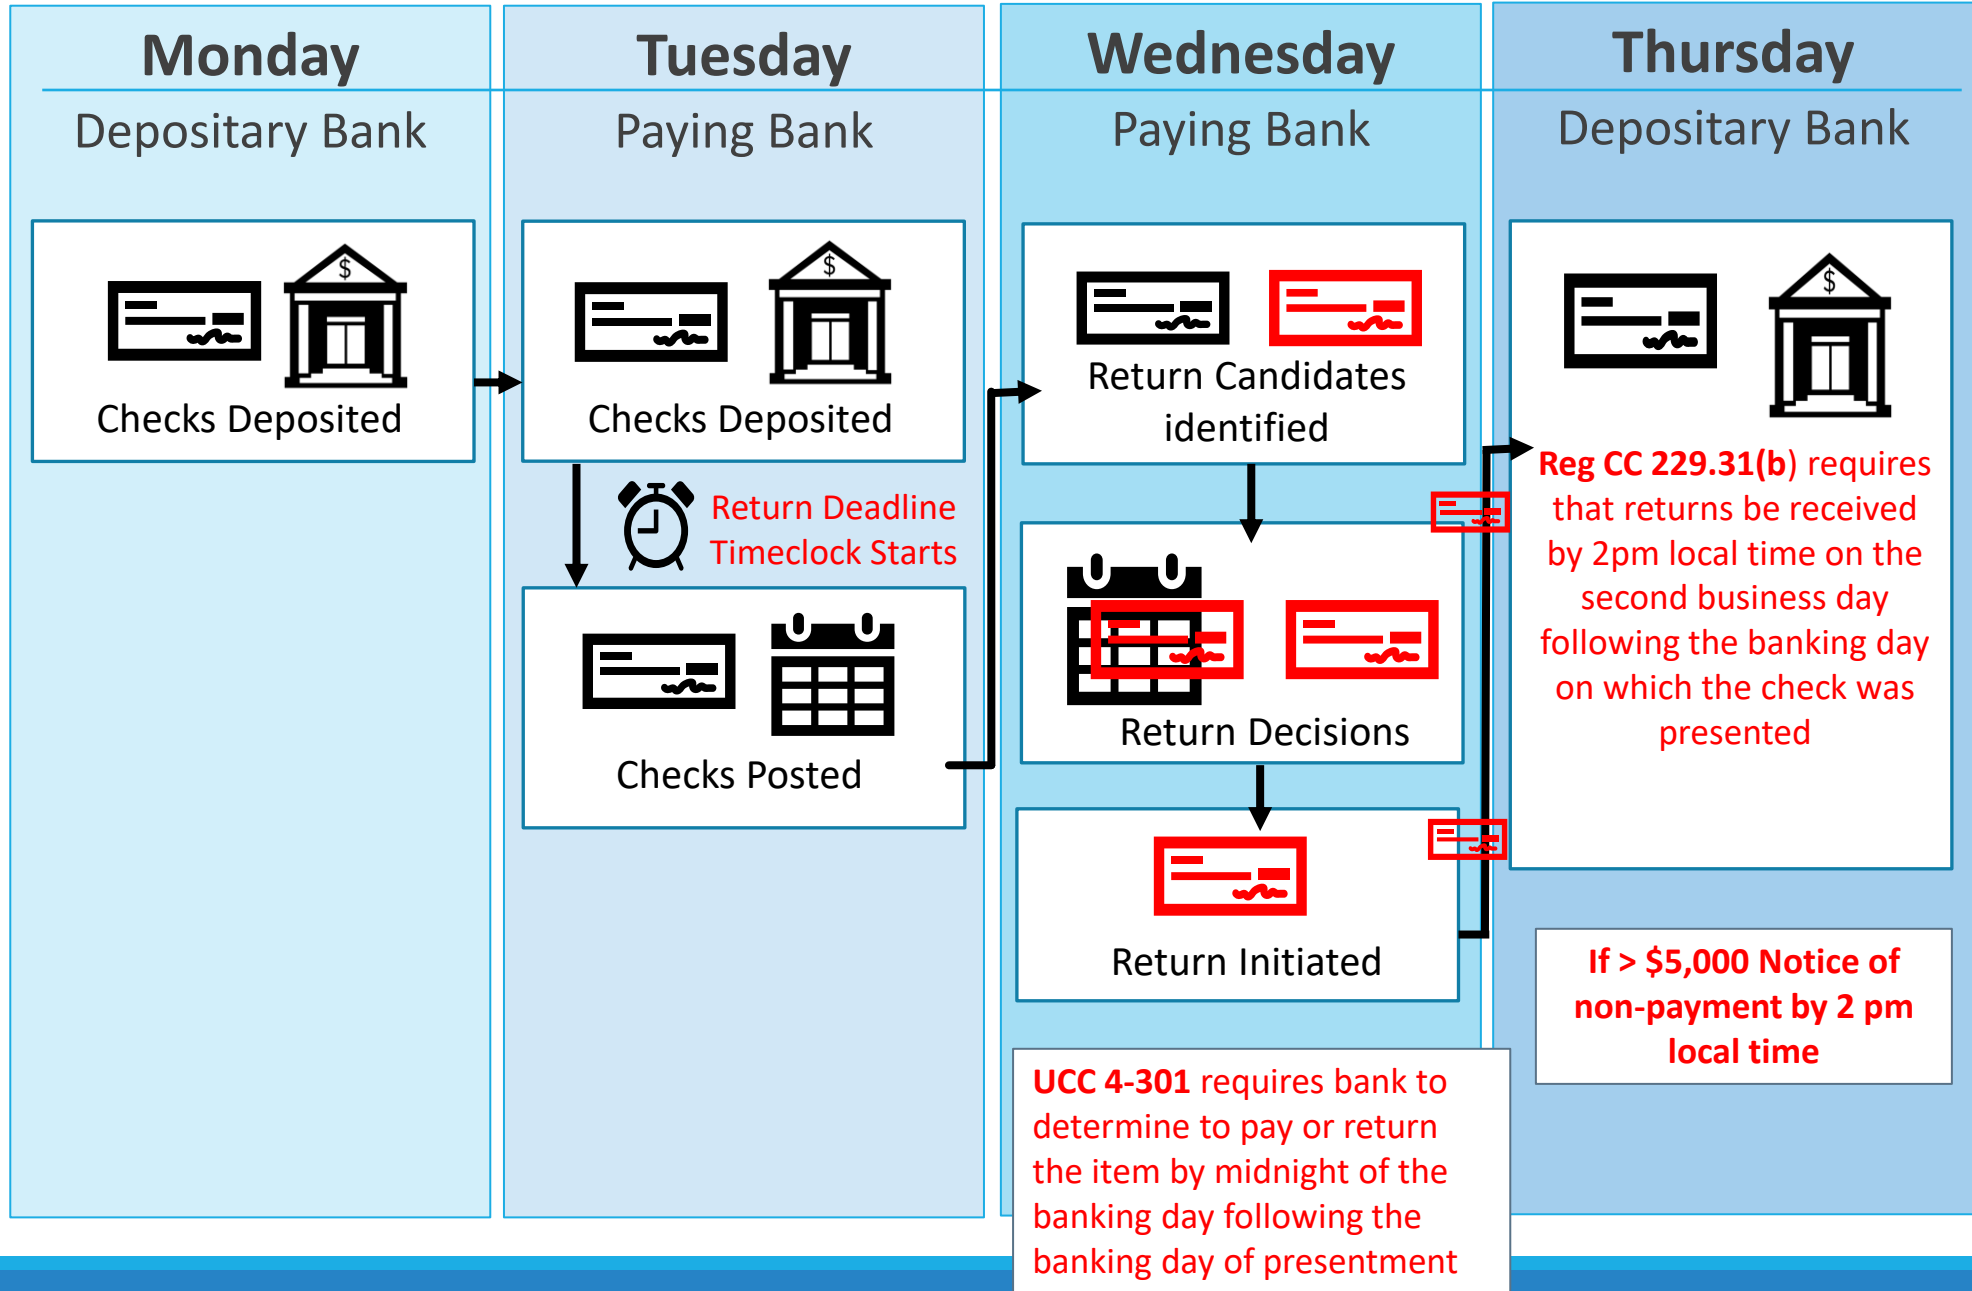 Monday
Depositary Bank
$
Checks Deposited
Tuesday
Paying Bank
$
Checks Deposited
Return Deadline
Timeclock Starts
Checks Posted
Wednesday
Paying Bank
Return Candidates
identified
Return Decisions
Return Initiated
UCC 4-301 requires bank to
determine to pay or return
the item by midnight of the
banking day following the
banking day of presentment
Thursday
Depositary Bank
$
Reg CC 229.31(b) requires
that returns be received
by 2pm local time on the
second business day
following the banking day
on which the check was
presented
If > $5,000 Notice of
non-payment by 2 pm
local time